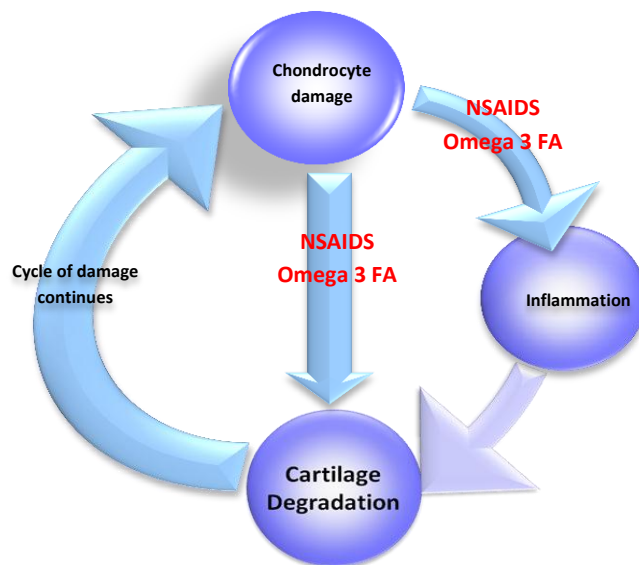 Chondrocyte
damage
NSAIDS
Omega 3 FA
NSAIDS
Omega 3 FA
Cycle of damage
continues
Inflammation
Cartilage
Degradation